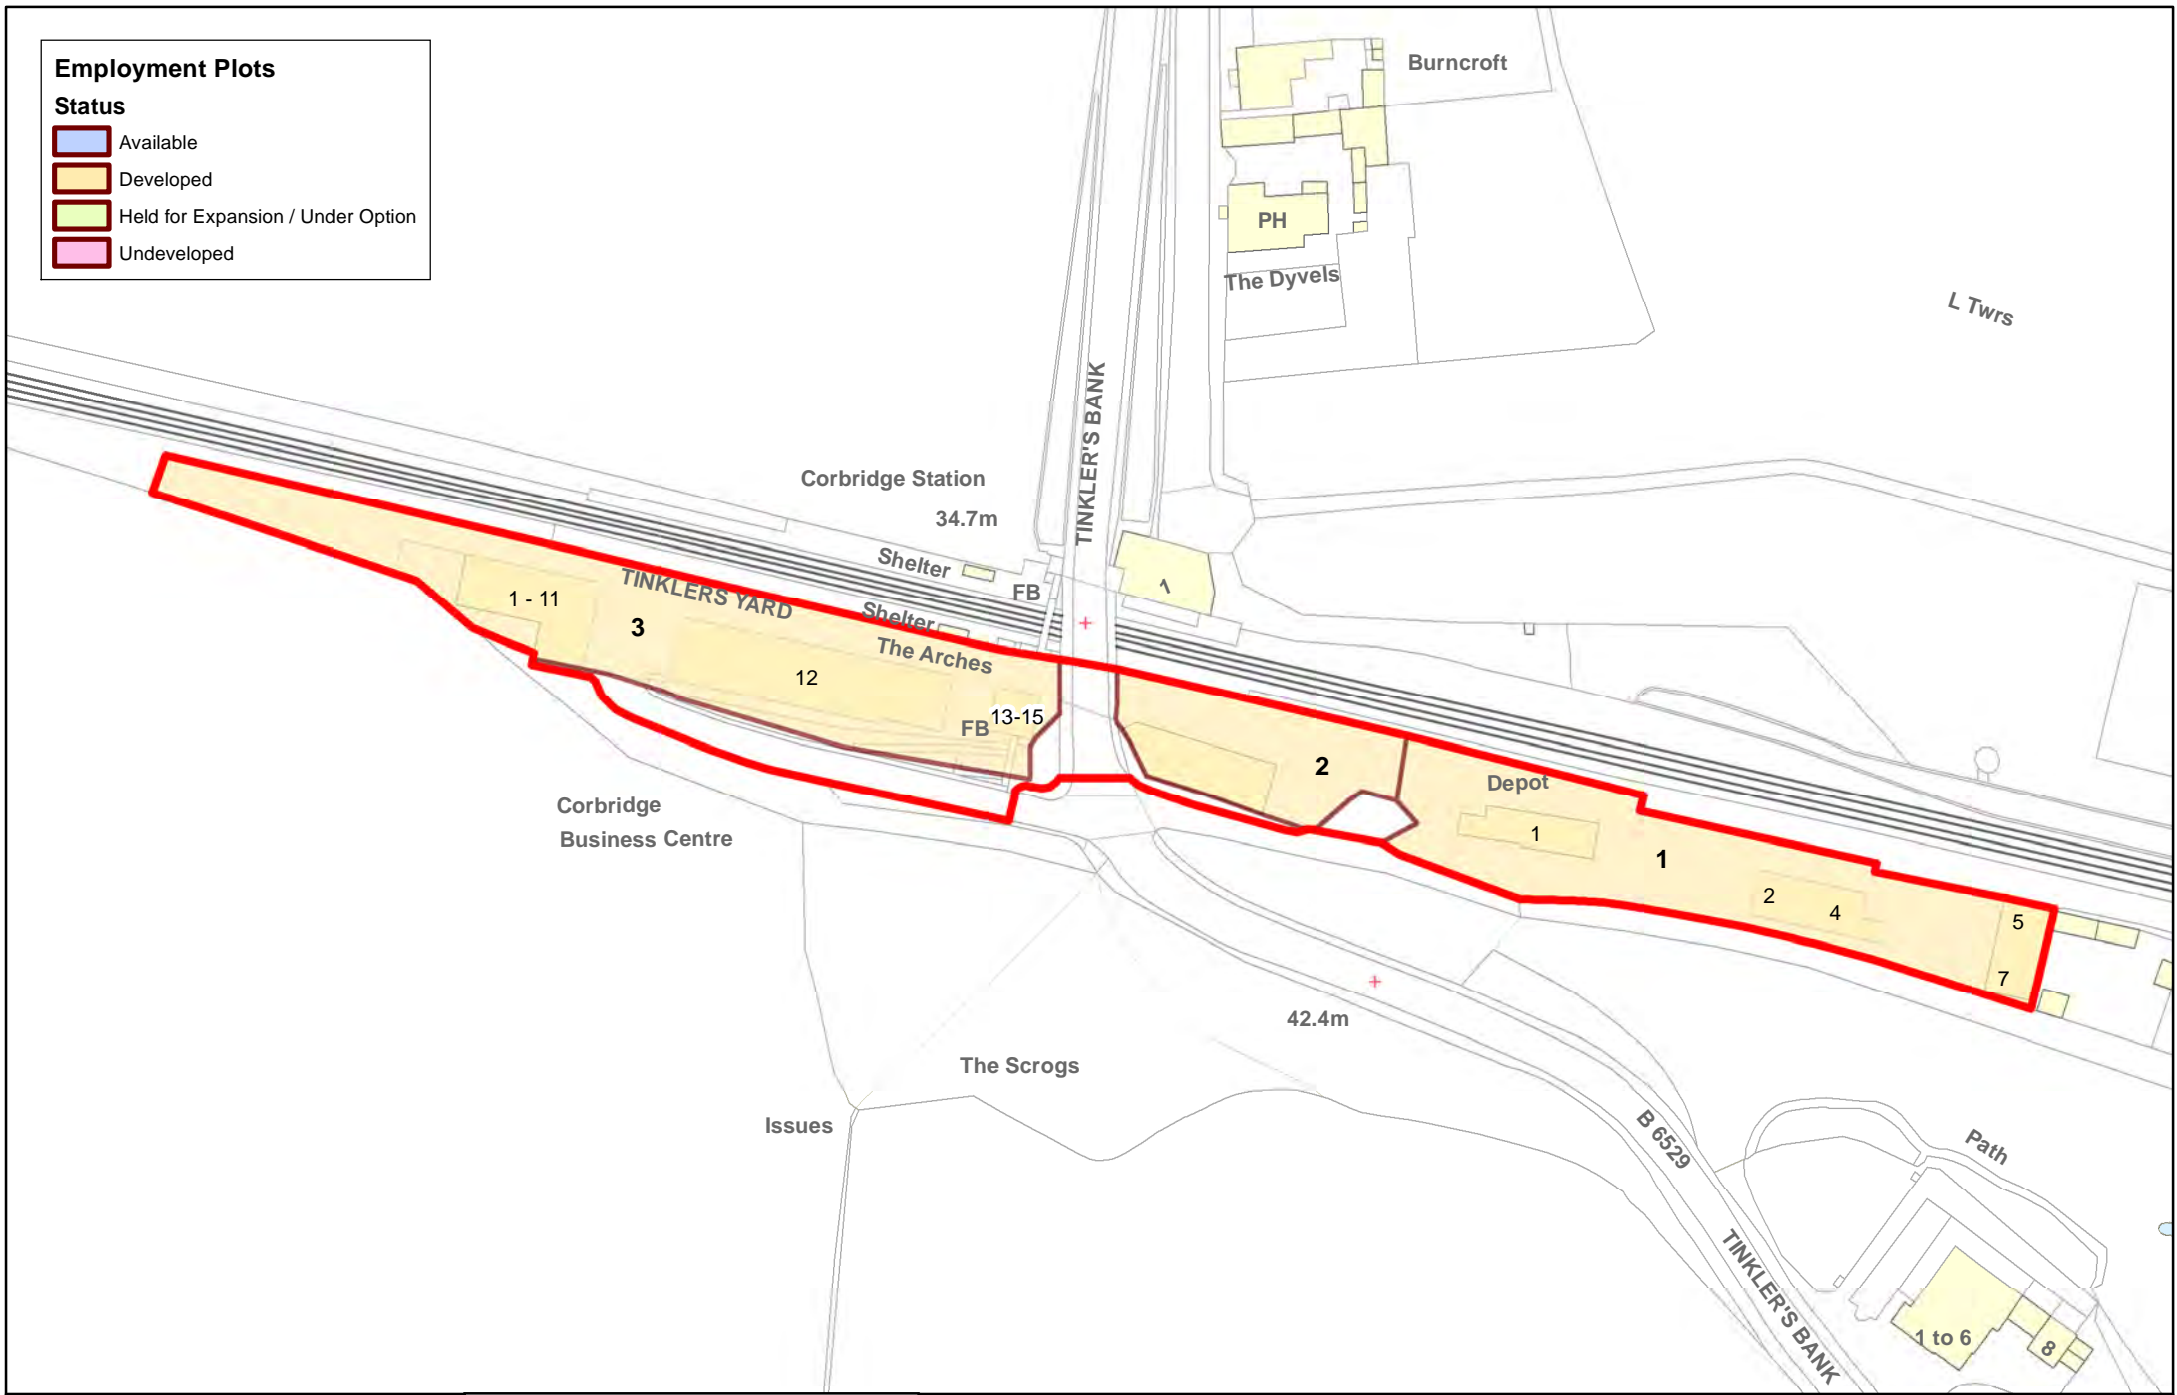 Employment Plots
Status
Available
Developed
Held for Expansion / Under Option
Undeveloped
Burncroft
PH
The Dyvels
L Twrs
TINKLER'S BANK
Corbridge Station
34.7m
Shelter
FB
1
TINKLERS YARD
1 - 11
3
Shelter
The Arches
12
13-15
FB
2
Depot
1
1
2
4
5
7
Corbridge
Business Centre
42.4m
The Scrogs
Issues
B 6529
Path
TINKLER'S BANK
1 to 6
8